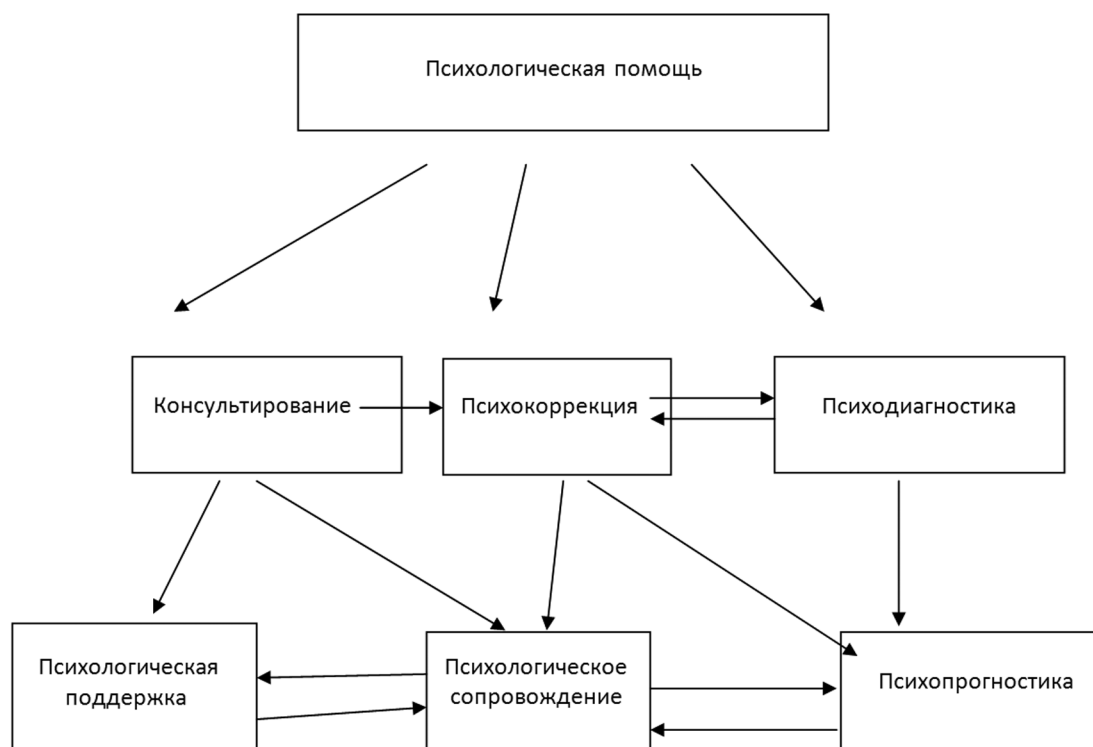 Психологическая помощь
Консультирование
Психокоррекция
Психодиагностика
Психологическая
поддержка
Психологическое
сопровождение
Психопрогностика